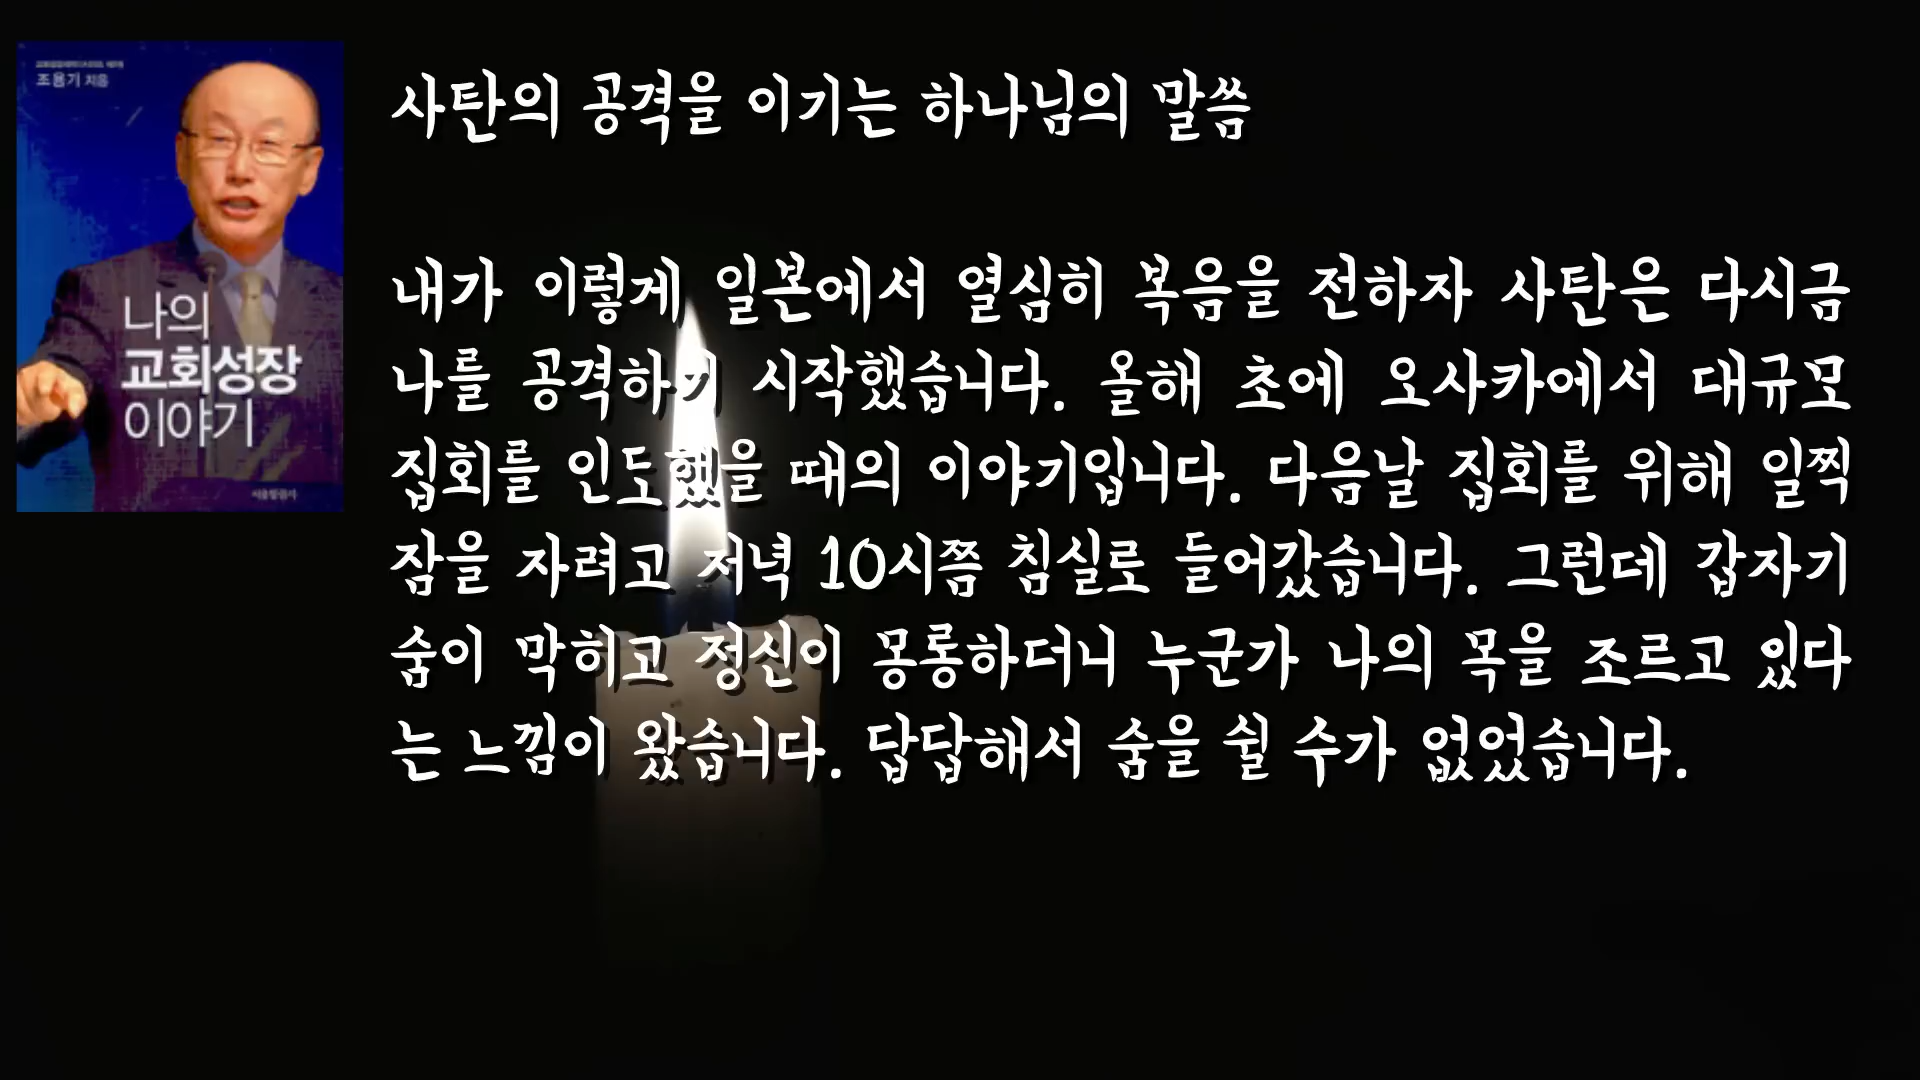 조용기 지음
나의
교회성장
이야기
사탄의 공격을 이기는 하나님의 말씀
내가 이렇게 일본에서 열심히 복음을 전하자 사탄은 다시금
나를 공격하기 시작했습니다. 올해 초에 오사카에서 대규모
집회를 인도했을 때의 이야기입니다. 다음날 집회를 위해 일찍
잠을 자려고 저녁 10시쯤 침실로 들어갔습니다. 그런데 갑자기
숨이 막히고 정신이 몽롱하더니 누군가 나의 목을 조르고 있다
는 느낌이 왔습니다. 답답해서 숨을 쉴 수가 없었습니다.